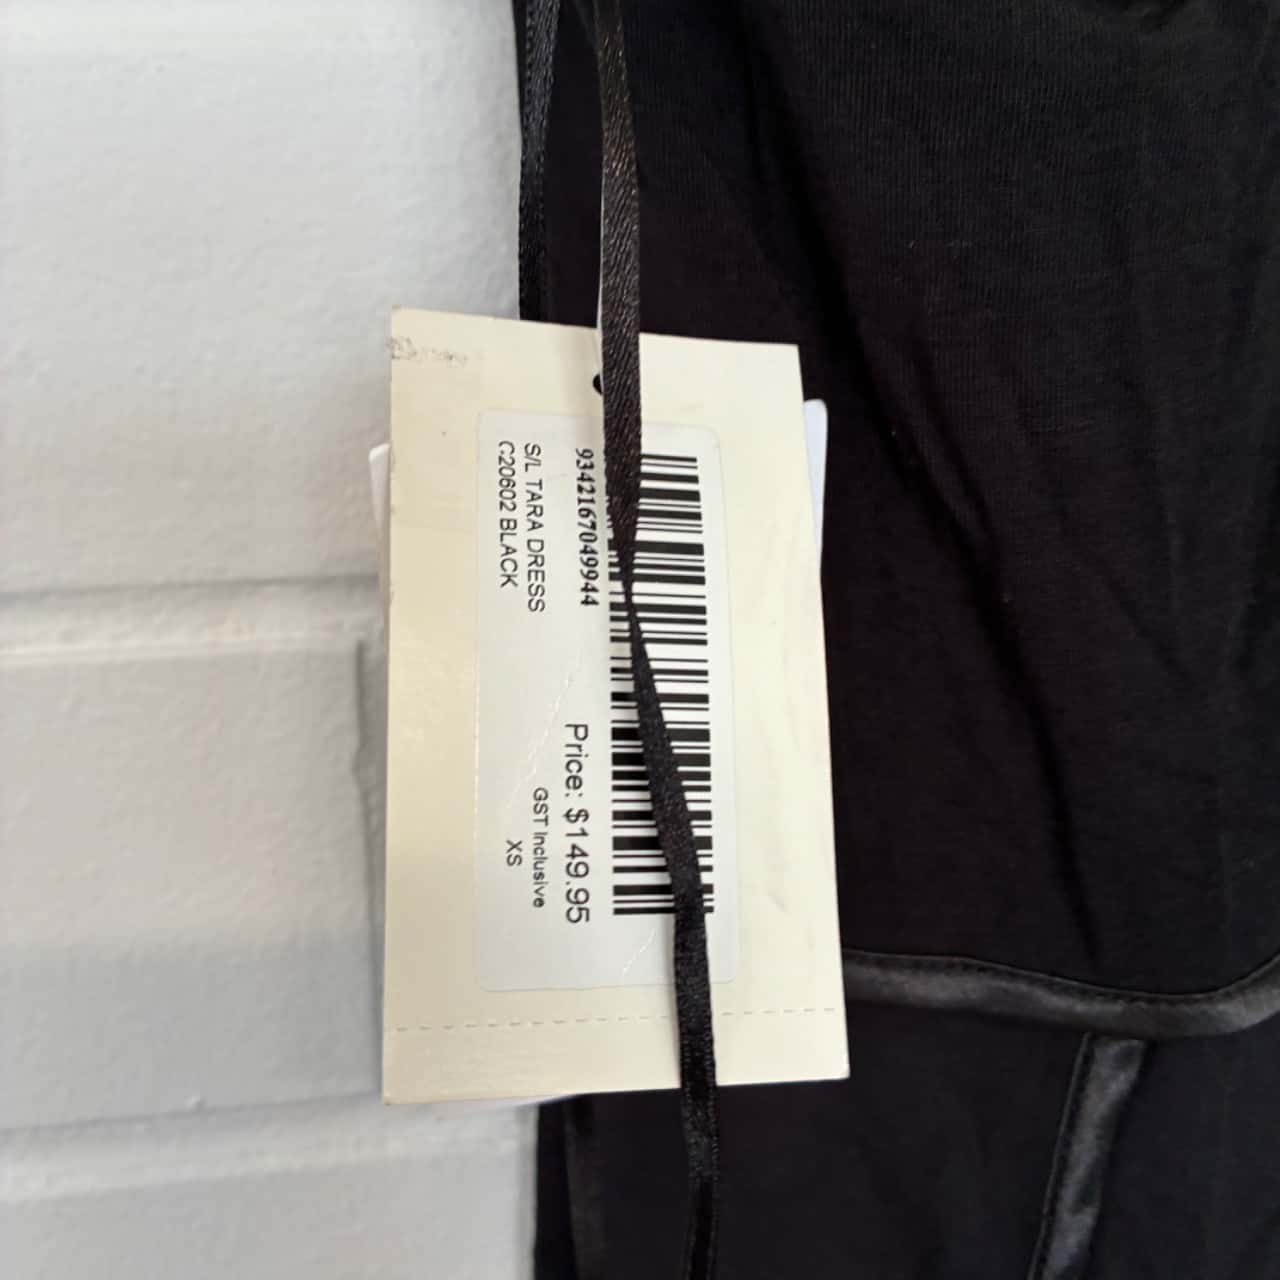 9342167049944
S/L TARA DRESS
C20602 BLACK
Price: $149.95
GST Inclusive
XS